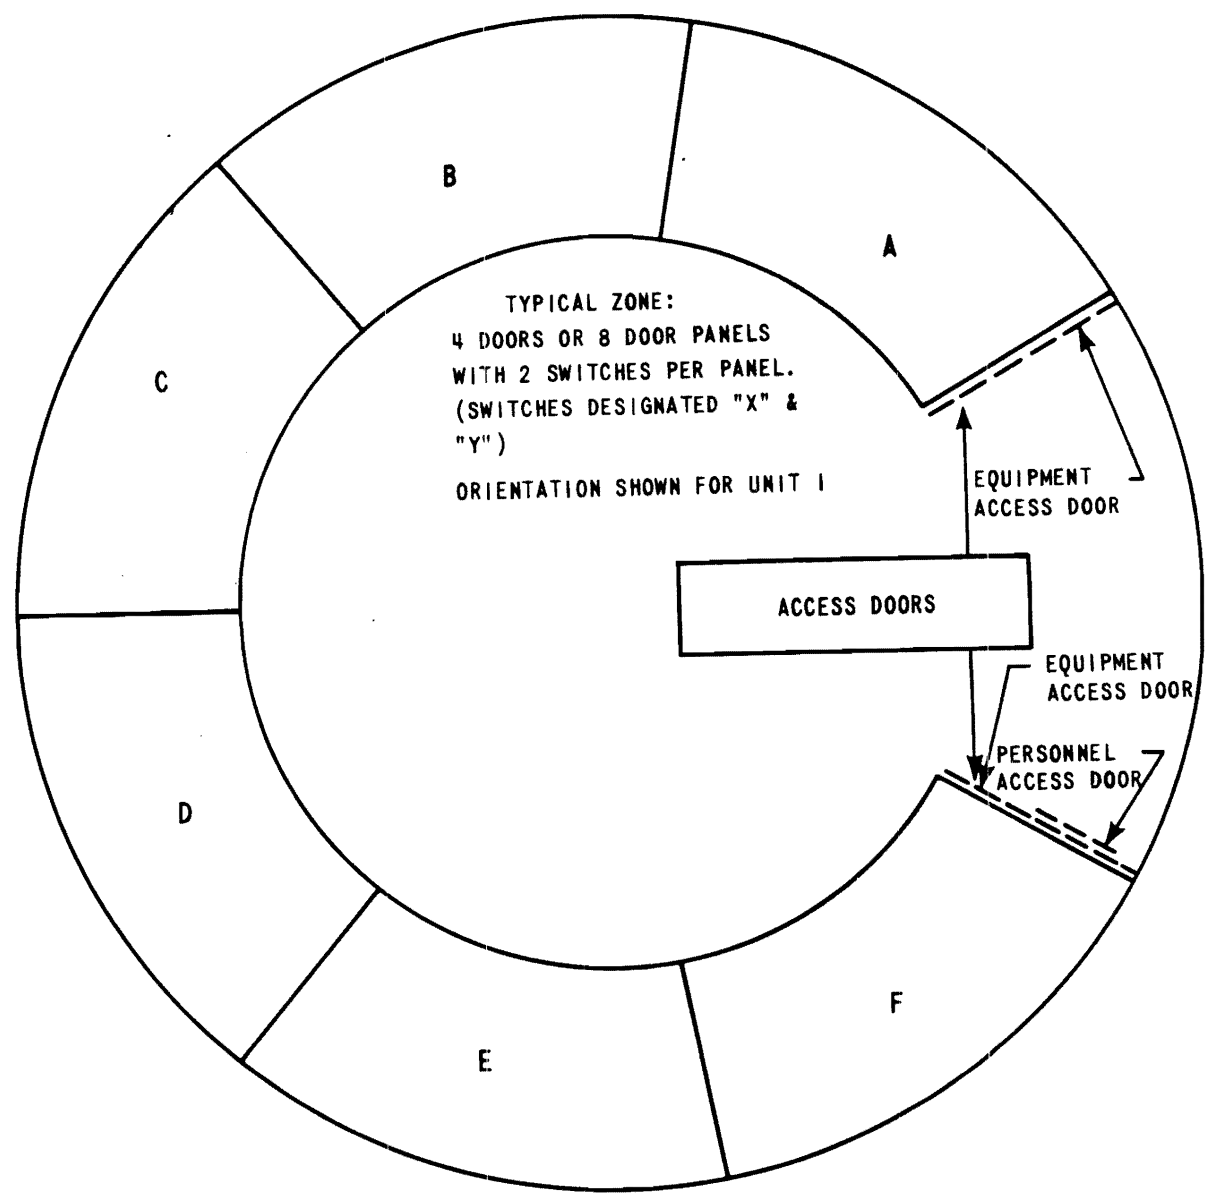 B
A
TYPICAL ZONE:
4 DOORS OR 8 DOOR PANELS
WITH 2 SWITCHES PER PANEL.
(SWITCHES DESIGNATED "X" &
"Y")
ORIENTATION SHOWN FOR UNIT 1
C
EQUIPMENT
ACCESS DOOR
ACCESS DOORS
EQUIPMENT
ACCESS DOOR
PERSONNEL
ACCESS DOOR
D
F
E